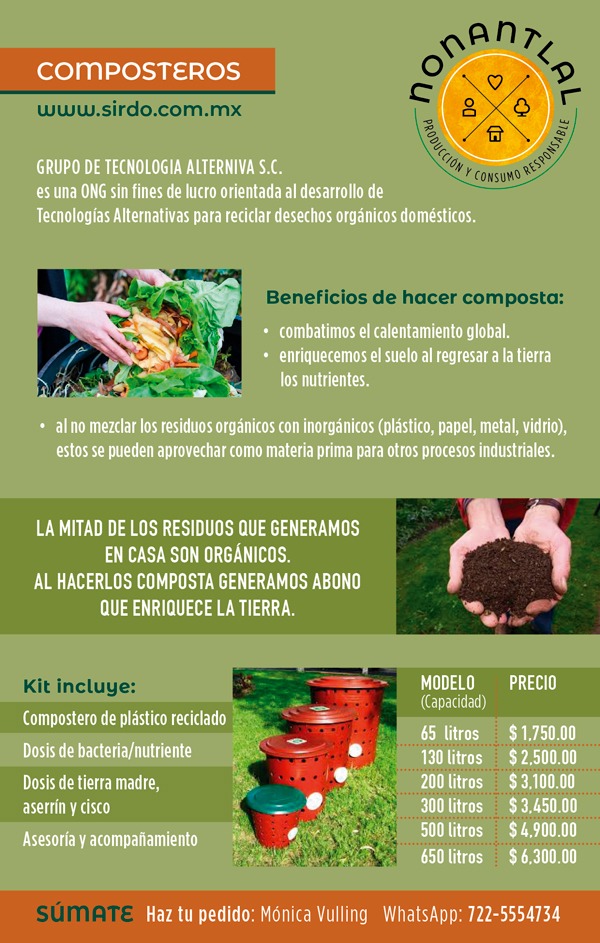 COMPOSTEROS
www.sirdo.com.mx
NONANTLAL
PRODUCCIÓN Y CONSUMO RESPONSABLE
GRUPO DE TECNOLOGIA ALTERNIVA S.C.
es una ONG sin fines de lucro orientada al desarrollo de
Tecnologías Alternativas para reciclar desechos orgánicos domésticos.
Beneficios de hacer composta:
• combatimos el calentamiento global.
• enriquecemos el suelo al regresar a la tierra
los nutrientes.
• al no mezclar los residuos orgánicos con inorgánicos (plástico, papel, metal, vidrio),
estos se pueden aprovechar como materia prima para otros procesos industriales.
LA MITAD DE LOS RESIDUOS QUE GENERAMOS
EN CASA SON ORGÁNICOS.
AL HACERLOS COMPOSTA GENERAMOS ABONO
QUE ENRIQUECE LA TIERRA.
Kit incluye:
Compostero de plástico reciclado
Dosis de bacteria/nutriente
Dosis de tierra madre,
aserrín y cisco
Asesoría y acompañamiento
MODELO PRECIO
(Capacidad)
65 litros $ 1,750.00
130 litros $ 2,500.00
200 litros $ 3,100.00
300 litros $ 3,450.00
500 litros $ 4,900.00
650 litros $ 6,300.00
SÚMATE Haz tu pedido: Mónica Vulling WhatsApp: 722-5554734